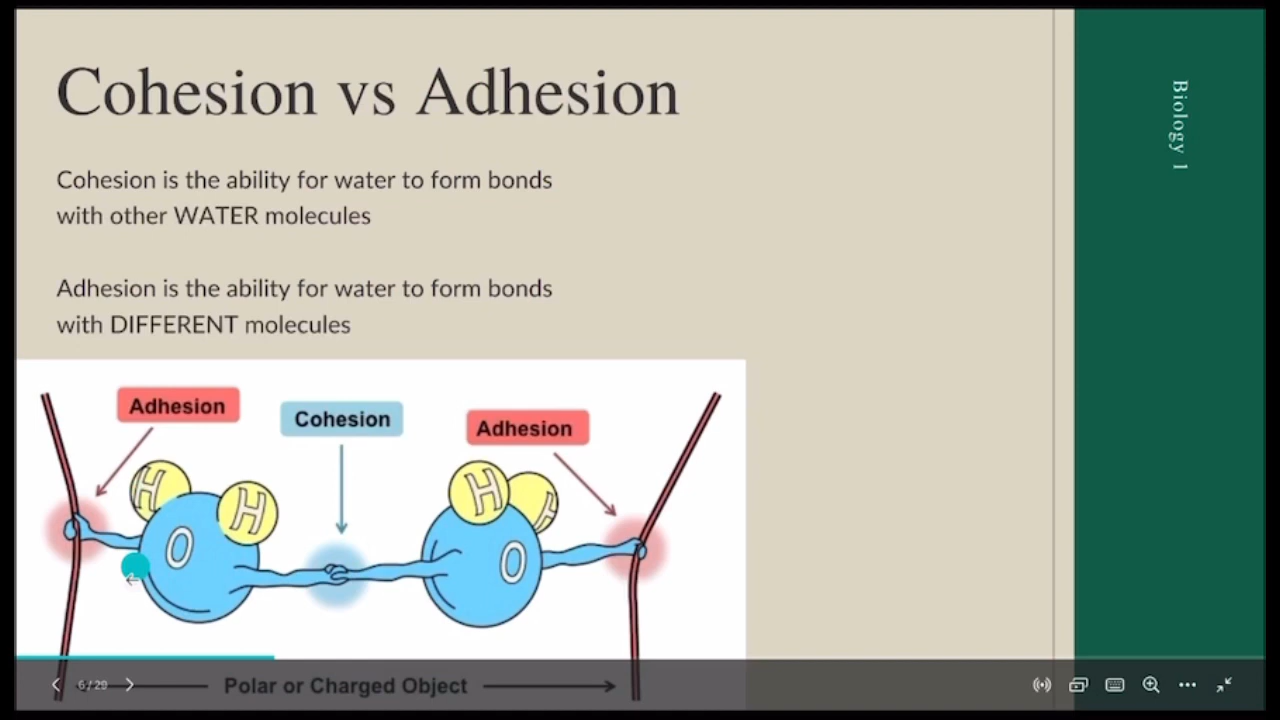 Cohesion vs Adhesion
Biology 1
Cohesion is the ability for water to form bonds
with other WATER molecules
Adhesion is the ability for water to form bonds
with DIFFERENT molecules
Adhesion
Cohesion
Adhesion
H
H
O
H
H
O
6/29
Polar or Charged Object